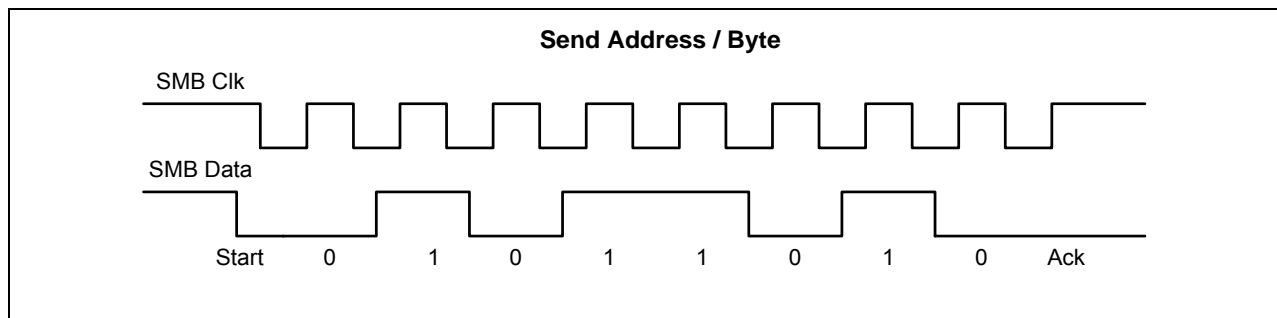 Send Address / Byte
SMB Clk
SMB Data
Start 0 1 0 1 1 0 1 0 Ack